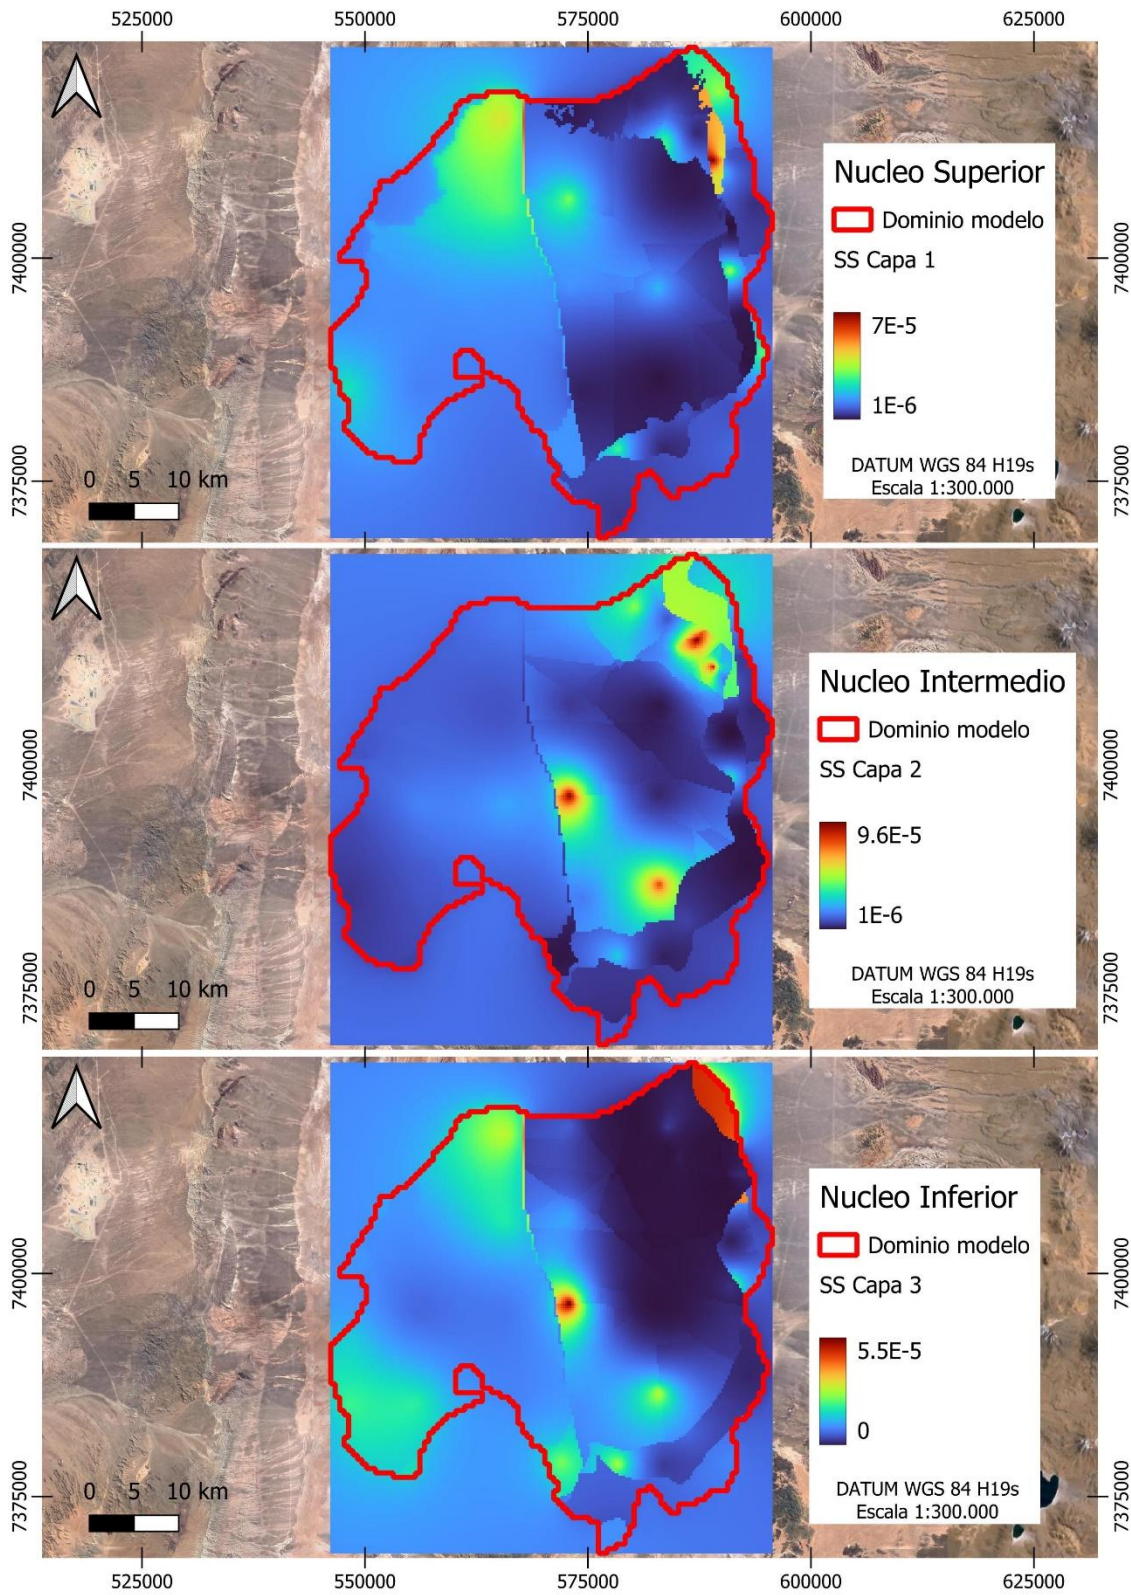 525000 550000 575000 600000 625000
7400000
7375000
Nucleo Superior
Dominio modelo
SS Capa 1
7E-5
1E-6
DATUM WGS 84 H19s
Escala 1:300.000
0 5 10 km
7400000
7375000
7400000
7375000
Nucleo Intermedio
Dominio modelo
SS Capa 2
9.6E-5
1E-6
DATUM WGS 84 H19s
Escala 1:300.000
0 5 10 km
7400000
7375000
7400000
7375000
Nucleo Inferior
Dominio modelo
SS Capa 3
5.5E-5
0
DATUM WGS 84 H19s
Escala 1:300.000
0 5 10 km
7400000
7375000
525000 550000 575000 600000 625000